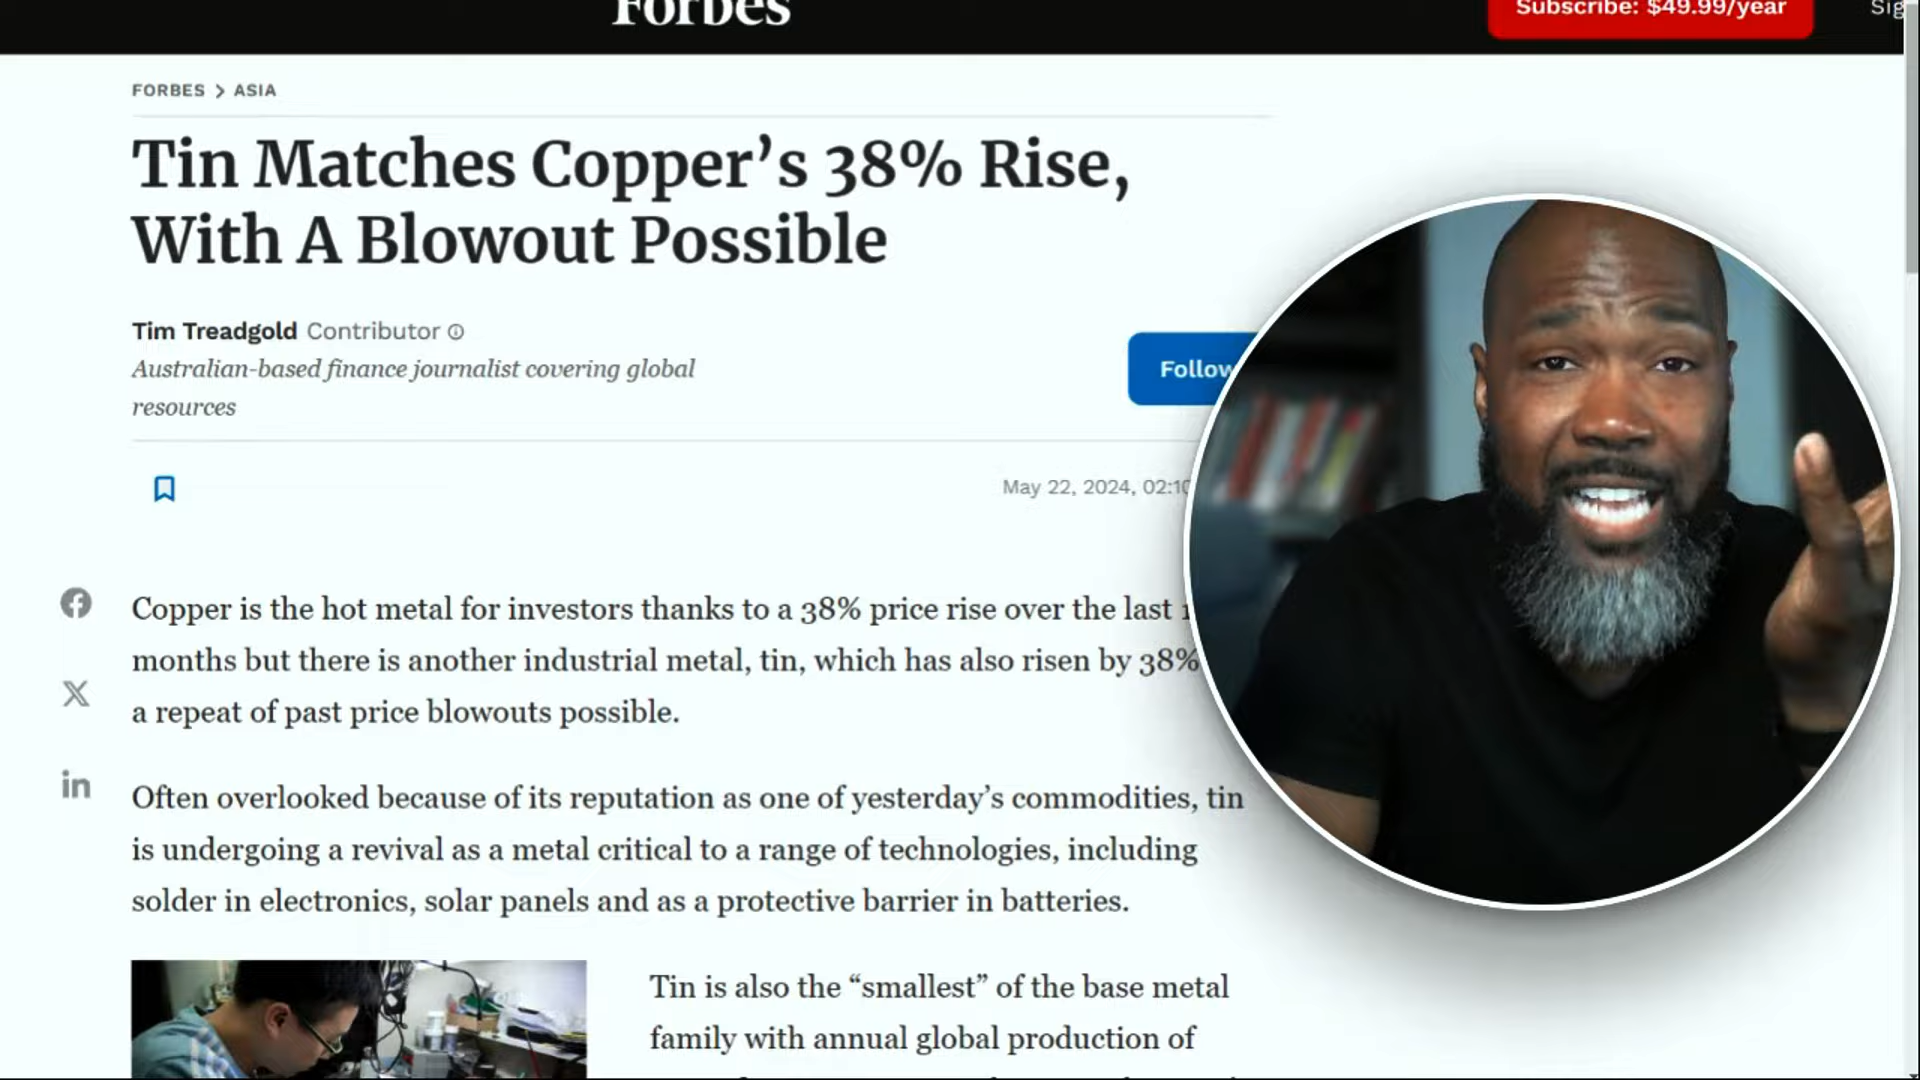 Forbes
Subscribe: $49.99/year
Sig
FORBES > ASIA
Tin Matches Copper’s 38% Rise,
With A Blowout Possible
Tim Treadgold Contributor
Australian-based finance journalist covering global
resources
Follow
May 22, 2024, 02:10
Copper is the hot metal for investors thanks to a 38% price rise over the last
months but there is another industrial metal, tin, which has also risen by 38%
a repeat of past price blowouts possible.
Often overlooked because of its reputation as one of yesterday’s commodities, tin
is undergoing a revival as a metal critical to a range of technologies, including
solder in electronics, solar panels and as a protective barrier in batteries.
Tin is also the “smallest” of the base metal
family with annual global production of